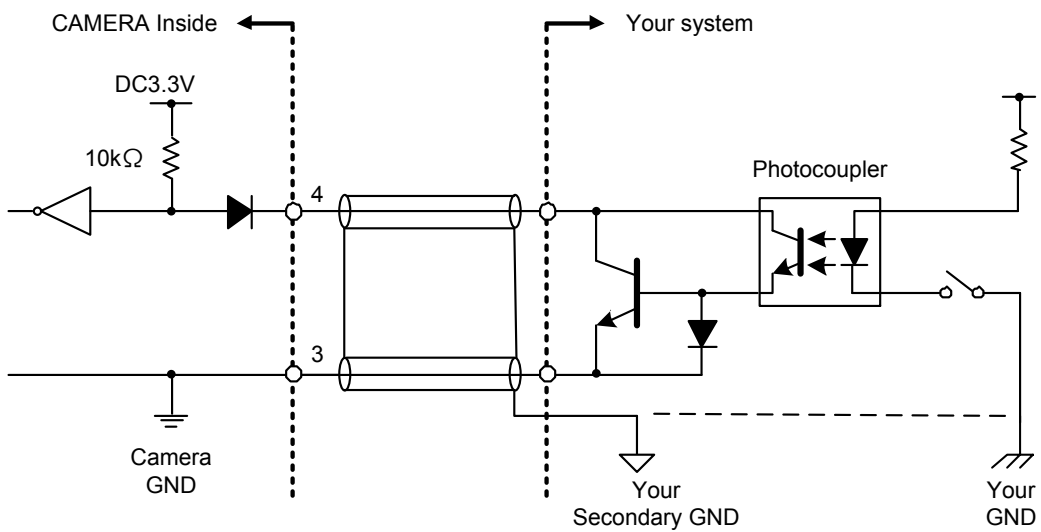 CAMERA Inside
Your system
DC3.3V
10kΩ
Photocoupler
4
3
Camera
GND
Your
Secondary GND
Your
GND